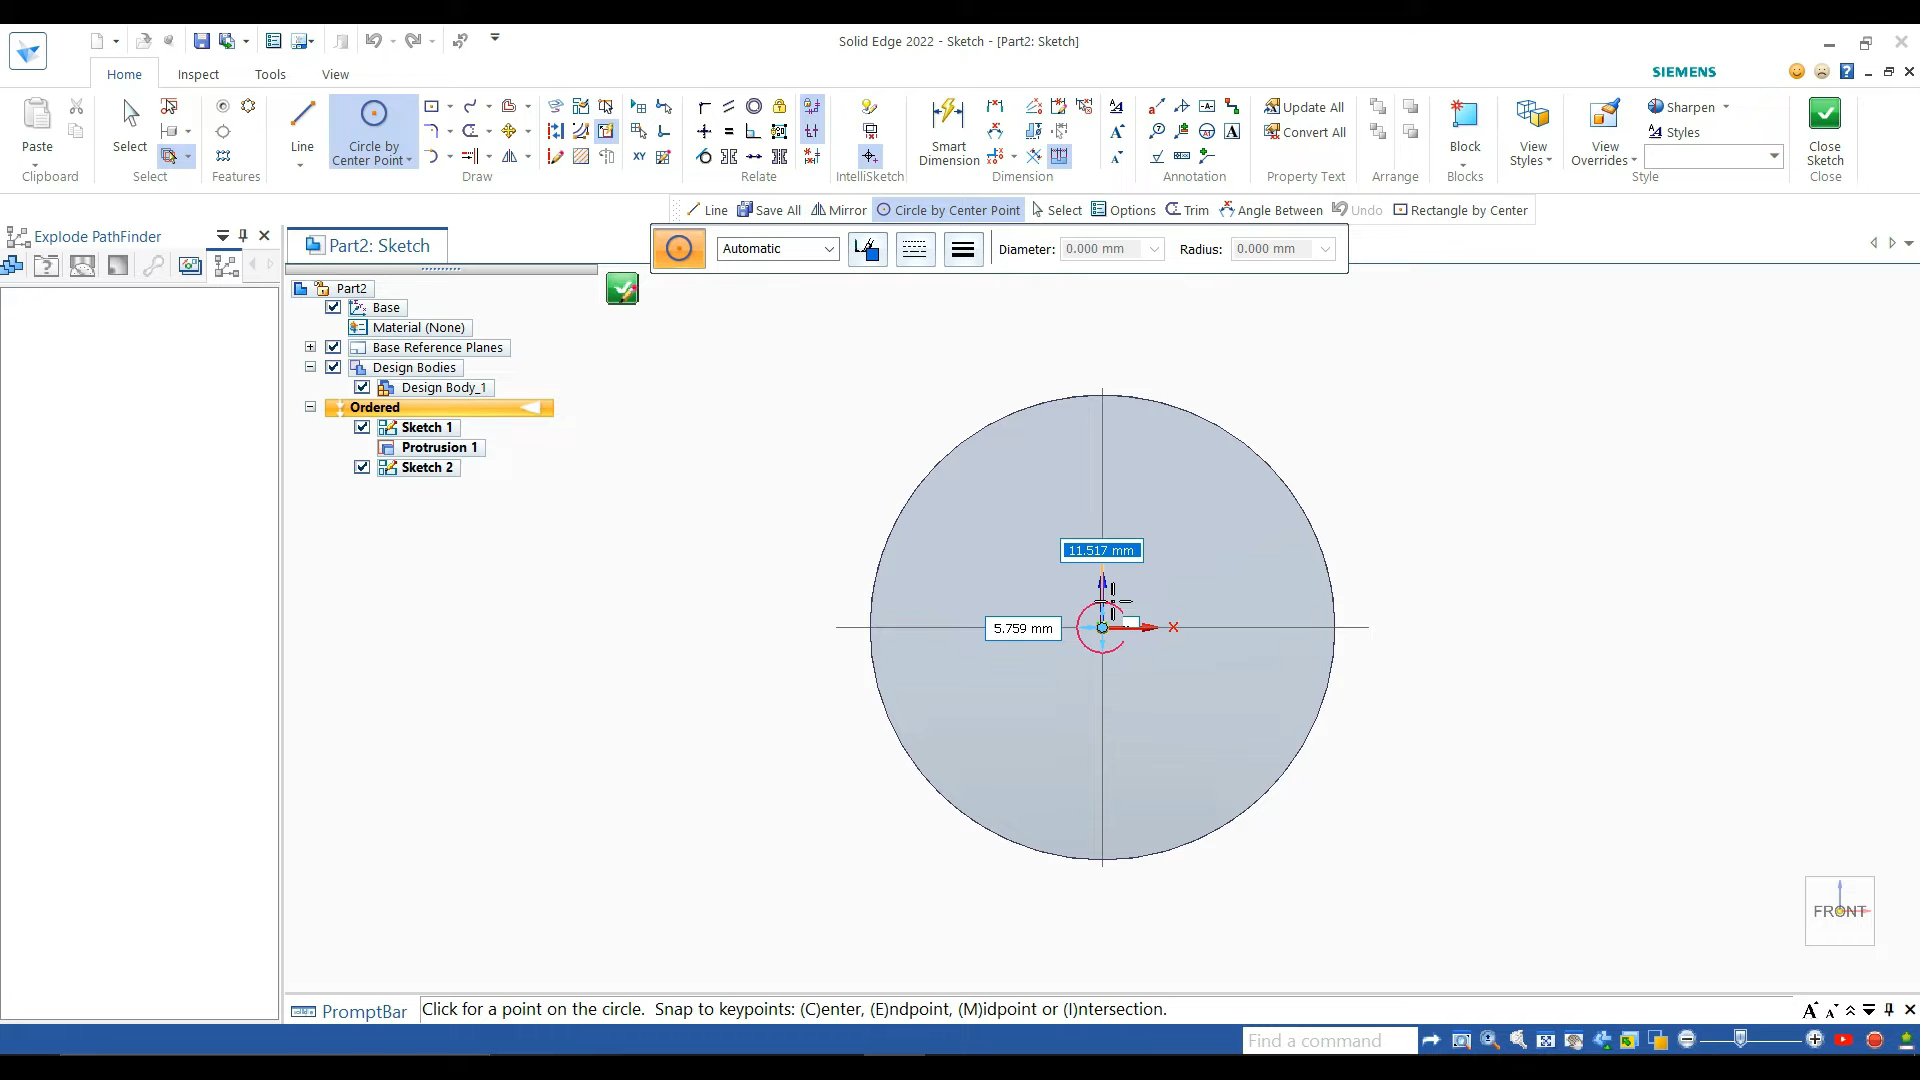 Solid Edge 2022 - Sketch - [Part2: Sketch]
Home
Inspect
Tools
View
SIEMENS
Paste
Clipboard
Select
Select
Features
Line
Circle by
Center Point
Draw
XY
Relate
IntelliSketch
Smart
Dimension
Dimension
Annotation
Update All
Convert All
Property Text
Arrange
Block
Blocks
View
Styles
View
Overrides
Sharpen
Styles
Style
Close
Sketch
Close
Line
Save All
Mirror
Circle by Center Point
Select
Options
Trim
Angle Between
Undo
Rectangle by Center
Explode PathFinder
Part2: Sketch
Automatic
Diameter:
0.000 mm
Radius:
0.000 mm
Part2
Base
Material (None)
Base Reference Planes
Design Bodies
Design Body_1
Ordered
Sketch 1
Protrusion 1
Sketch 2
11.517 mm
5.759 mm
X
FRONT
PromptBar
Click for a point on the circle.  Snap to keypoints: (C)enter, (E)ndpoint, (M)idpoint or (I)ntersection.
Find a command